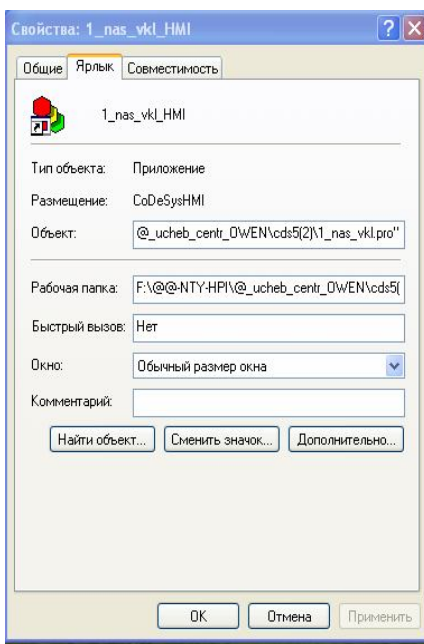 Свойства: 1_nas_vkl_HMI
Общие Ярлык Совместимость
1_nas_vkl_HMI
Тип объекта: Приложение
Размещение: CoDeSysHMI
Объект: @_ucheb_centr_OWEN\cds5(2)\1_nas_vkl.pro"
Рабочая папка: F:\@@-NTY-HPI\@_ucheb_centr_OWEN\cds5(
Быстрый вызов: Нет
Окно: Обычный размер окна
Комментарий:
Найти объект... Сменить значок... Дополнительно...
OK Отмена Применить